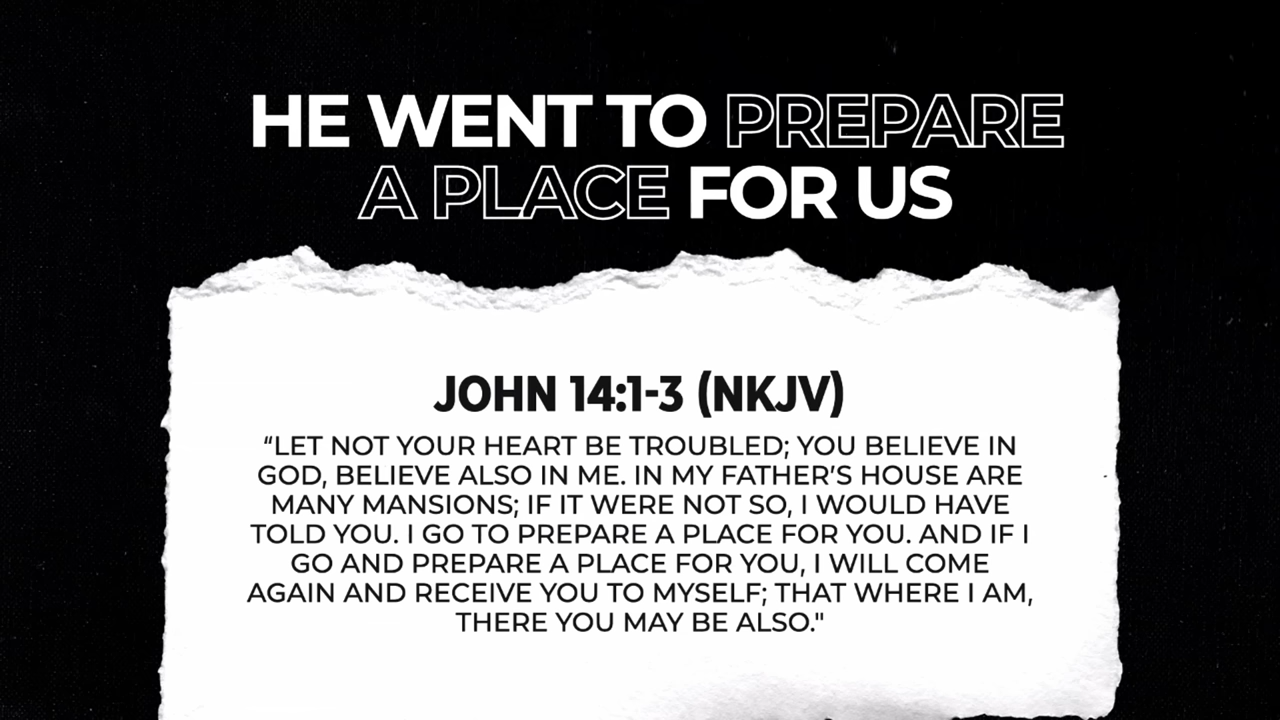 HE WENT TO PREPARE
A PLACE FOR US
JOHN 14:1-3 (NKJV)
“LET NOT YOUR HEART BE TROUBLED; YOU BELIEVE IN
GOD, BELIEVE ALSO IN ME. IN MY FATHER’S HOUSE ARE
MANY MANSIONS; IF IT WERE NOT SO, I WOULD HAVE
TOLD YOU. I GO TO PREPARE A PLACE FOR YOU. AND IF I
GO AND PREPARE A PLACE FOR YOU, I WILL COME
AGAIN AND RECEIVE YOU TO MYSELF; THAT WHERE I AM,
THERE YOU MAY BE ALSO."